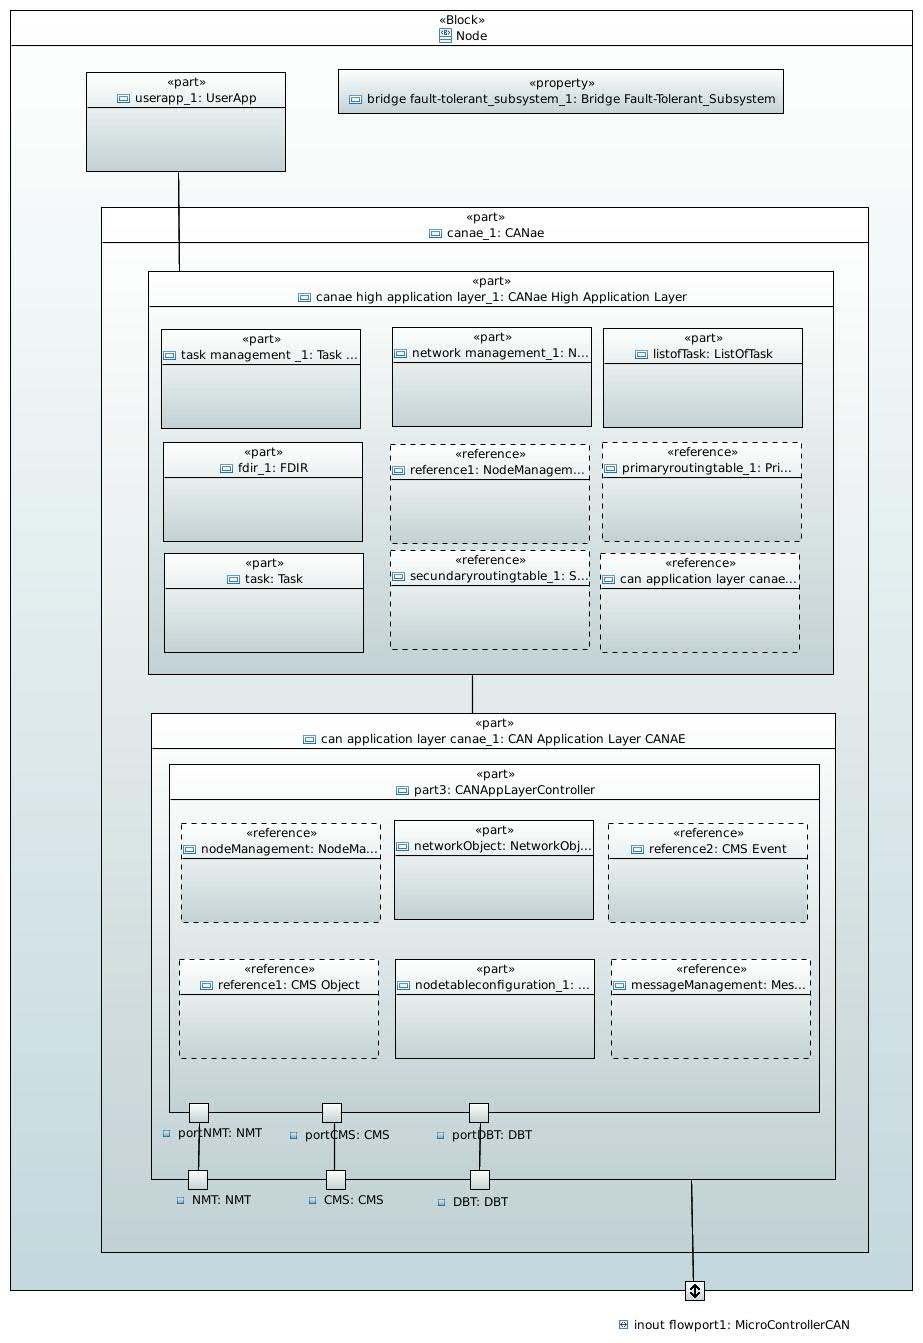 «Block»
Node
«part»
userapp_1: UserApp
«property»
bridge fault-tolerant_subsystem_1: Bridge Fault-Tolerant_Subsystem
«part»
canae_1: CANae
«part»
canae high application layer_1: CANae High Application Layer
«part»
task management _1: Task ...
«part»
network management_1: N...
«part»
listofTask: ListOfTask
«part»
fdir_1: FDIR
«reference»
reference1: NodeManagem...
«reference»
primaryroutingtable_1: Pri...
«part»
task: Task
«reference»
secundaryroutingtable_1: S...
«reference»
can application layer canae...
«part»
can application layer canae_1: CAN Application Layer CANAE
«part»
part3: CANAppLayerController
«reference»
nodeManagement: NodeMa...
«part»
networkObject: NetworkObj...
«reference»
reference2: CMS Event
«reference»
reference1: CMS Object
«part»
nodetableconfiguration_1: ...
«reference»
messageManagement: Mes...
portNMT: NMT
portCMS: CMS
portDBT: DBT
NMT: NMT
CMS: CMS
DBT: DBT
inout flowport1: MicroControllerCAN